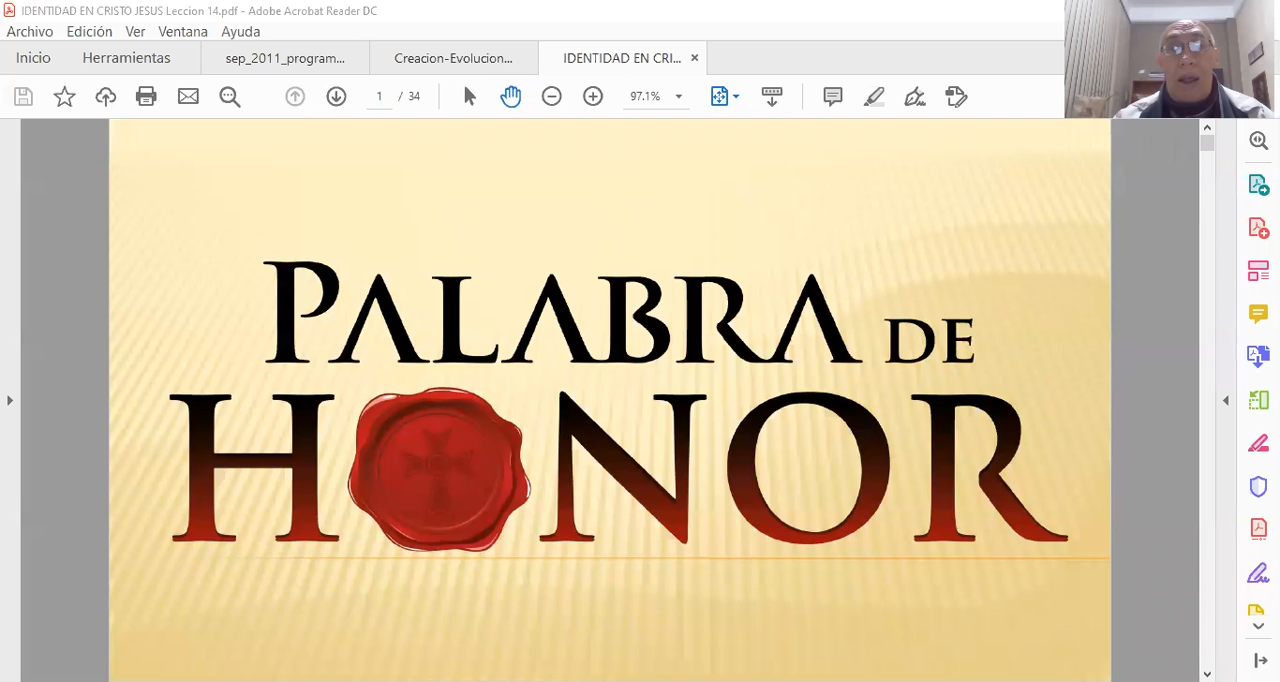 IDENTIDAD EN CRISTO JESUS Leccion 14.pdf - Adobe Acrobat Reader DC
Archivo Edición Ver Ventana Ayuda
Inicio Herramientas sep_2011_program... Creacion-Evolucion... IDENTIDAD EN CRI... ×
1 / 34 97.1%
PALABRA DE
HONOR